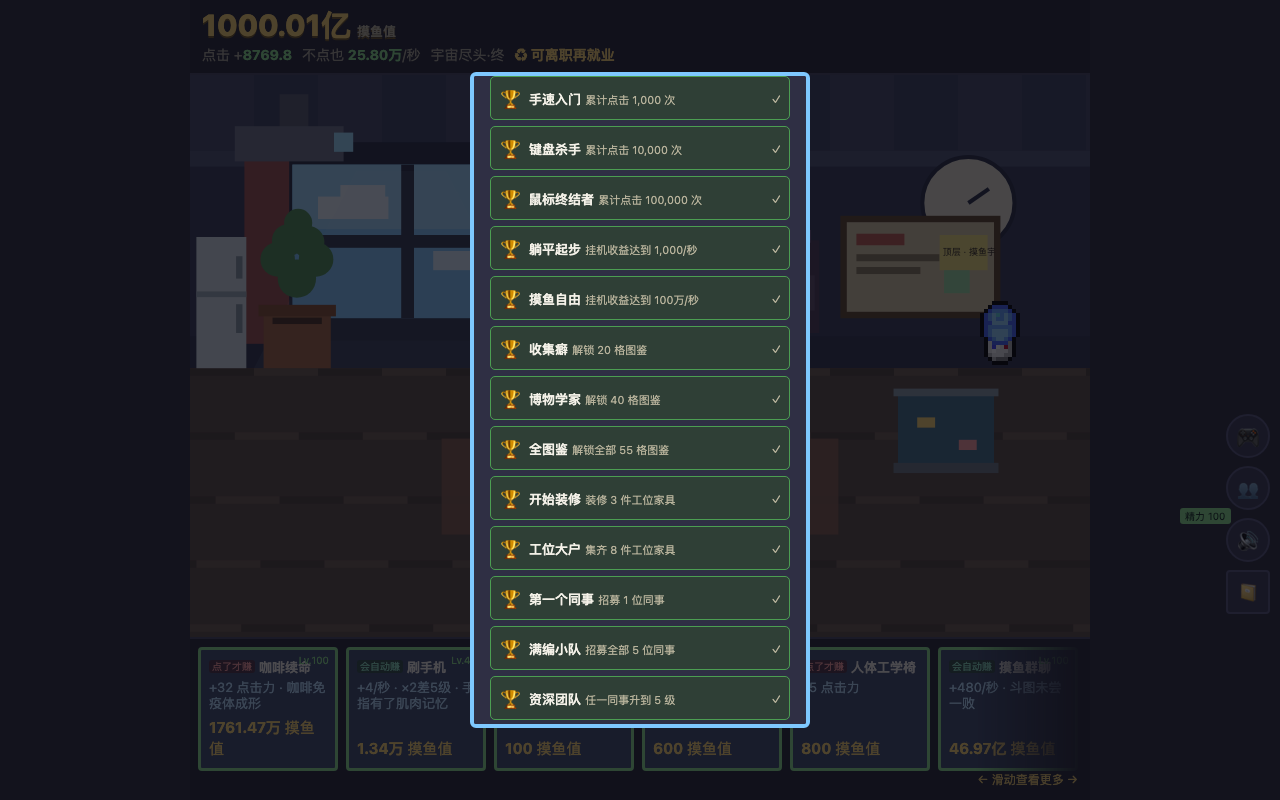 1000.01亿 摸鱼值
点击 +8769.8 不点也 25.80万/秒 宇宙尽头·终 ♻ 可离职再就业
手速入门 累计点击 1,000 次 ✓
键盘杀手 累计点击 10,000 次 ✓
鼠标终结者 累计点击 100,000 次 ✓
躺平起步 挂机收益达到 1,000/秒 ✓
摸鱼自由 挂机收益达到 100万/秒 ✓
收集癖 解锁 20 格图鉴 ✓
博物学家 解锁 40 格图鉴 ✓
全图鉴 解锁全部 55 格图鉴 ✓
开始装修 装修 3 件工位家具 ✓
工位大户 集齐 8 件工位家具 ✓
第一个同事 招募 1 位同事 ✓
满编小队 招募全部 5 位同事 ✓
资深团队 任一同事升到 5 级 ✓
顶层 · 摸鱼宇
精力 100
点了才赚 咖啡续命 Lv.100
+32 点击力 · 咖啡免
疫体成形
1761.47万 摸鱼
值
会自动赚 刷手机 Lv.4
+4/秒 · ×2差5级 · 手
指有了肌肉记忆
1.34万 摸鱼值
100 摸鱼值
600 摸鱼值
点了才赚 人体工学椅
5 点击力
800 摸鱼值
会自动赚 摸鱼群聊
+480/秒 · 斗图未尝
一败
46.97亿 摸鱼值
← 滑动查看更多 →